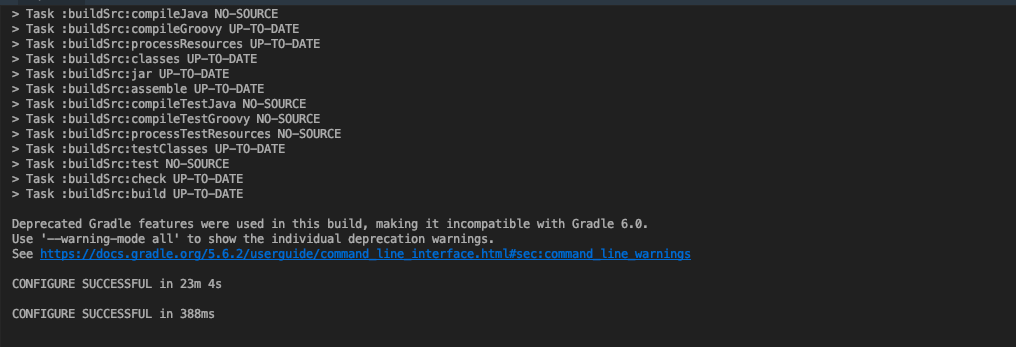 > Task :buildSrc:compileJava NO-SOURCE
> Task :buildSrc:compileGroovy UP-TO-DATE
> Task :buildSrc:processResources UP-TO-DATE
> Task :buildSrc:classes UP-TO-DATE
> Task :buildSrc:jar UP-TO-DATE
> Task :buildSrc:assemble UP-TO-DATE
> Task :buildSrc:compileTestJava NO-SOURCE
> Task :buildSrc:compileTestGroovy NO-SOURCE
> Task :buildSrc:processTestResources NO-SOURCE
> Task :buildSrc:testClasses UP-TO-DATE
> Task :buildSrc:test NO-SOURCE
> Task :buildSrc:check UP-TO-DATE
> Task :buildSrc:build UP-TO-DATE
Deprecated Gradle features were used in this build, making it incompatible with Gradle 6.0.
Use '--warning-mode all' to show the individual deprecation warnings.
See https://docs.gradle.org/5.6.2/userguide/command_line_interface.html#sec:command_line_warnings
CONFIGURE SUCCESSFUL in 23m 4s
CONFIGURE SUCCESSFUL in 388ms